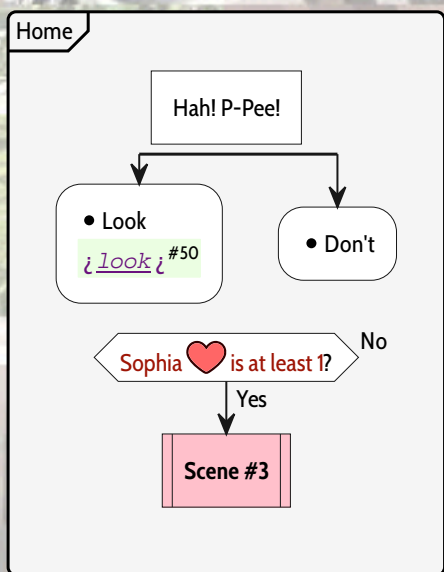 Home
Hah! P-Pee!
• Look
¿look¿#50
• Don't
Sophia ❤ is at least 1?
No
Yes
Scene #3